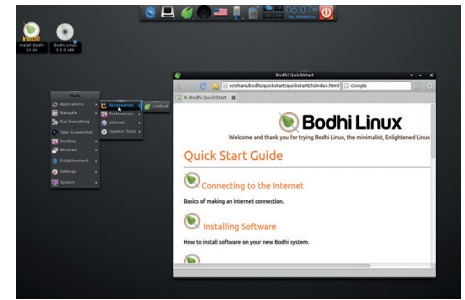 06:07
Install Bodhi
Bodhi Linux
Main
Applications
Navigate
Run Everything
Take Screenshot
Desktop
Windows
Enlightenment
Settings
System
Accessories
Preferences
Internet
System Tools
Bodhi QuickStart
Google
Bodhi QuickStart
Bodhi Linux
Welcome and thank you for trying Bodhi Linux, the minimalist, Enlightened Linux
Quick Start Guide
Connecting to the Internet
Basics of making an internet connection.
Installing Software
How to install software on your new Bodhi system.